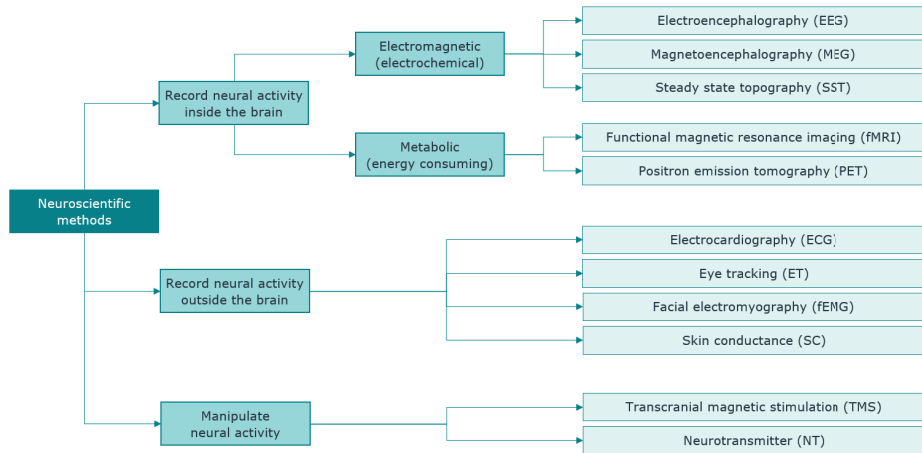 Electroencephalography (EEG)
Electromagnetic
(electrochemical)
Magnetoencephalography (MEG)
Steady state topography (SST)
Record neural activity
inside the brain
Metabolic
(energy consuming)
Functional magnetic resonance imaging (fMRI)
Positron emission tomography (PET)
Neuroscientific
methods
Electrocardiography (ECG)
Eye tracking (ET)
Record neural activity
outside the brain
Facial electromyography (fEMG)
Skin conductance (SC)
Manipulate
neural activity
Transcranial magnetic stimulation (TMS)
Neurotransmitter (NT)